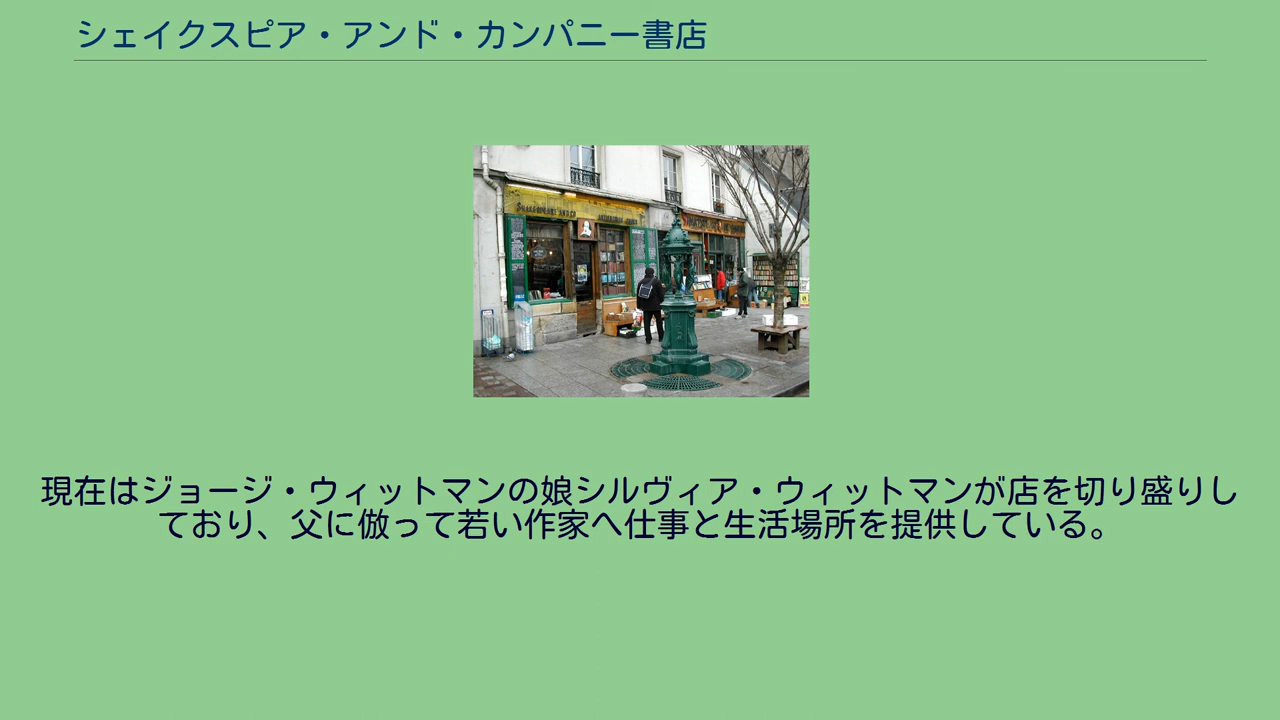 シェイクスピア・アンド・カンパニー書店
SHAKESPEARE AND CO
現在はジョージ・ウィットマンの娘シルヴィア・ウィットマンが店を切り盛りし
ており、父に倣って若い作家へ仕事と生活場所を提供している。